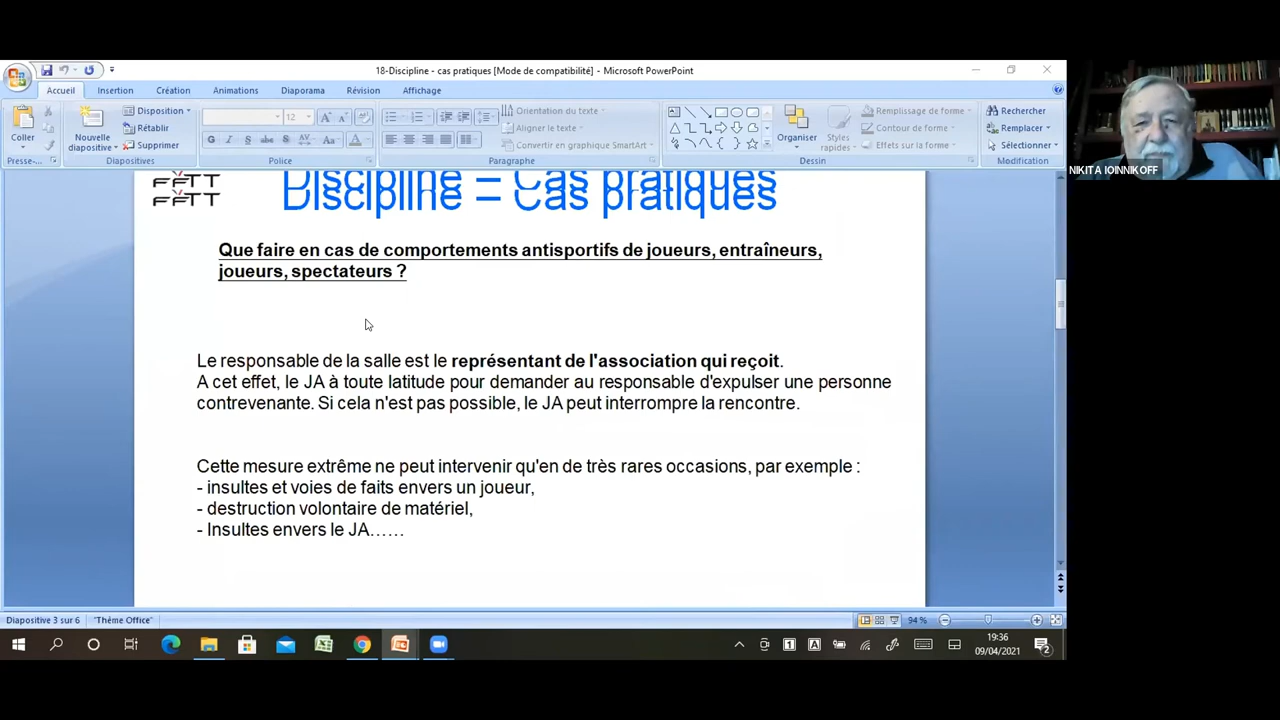 18-Discipline - cas pratiques [Mode de compatibilité] - Microsoft PowerPoint
Accueil Insertion Création Animations Diaporama Révision Affichage
Coller
Presse-...
Nouvelle diapositive
Disposition
Rétablir
Supprimer
Diapositives
12
G I S abc S AV Aa A
Police
Orientation du texte
Aligner le texte
Convertir en graphique SmartArt
Paragraphe
Organiser
Styles rapides
Remplissage de forme
Contour de forme
Effets sur la forme
Dessin
Rechercher
Remplacer
Sélectionner
Modification
NIKITA IOINNIKOFF
FFTT
FFTT
Discipline = Cas pratiques
Que faire en cas de comportements antisportifs de joueurs, entraîneurs,
joueurs, spectateurs ?
Le responsable de la salle est le représentant de l'association qui reçoit.
A cet effet, le JA à toute latitude pour demander au responsable d'expulser une personne
contrevenante. Si cela n'est pas possible, le JA peut interrompre la rencontre.
Cette mesure extrême ne peut intervenir qu'en de très rares occasions, par exemple :
- insultes et voies de faits envers un joueur,
- destruction volontaire de matériel,
- Insultes envers le JA……
Diapositive 3 sur 6 "Thème Office" 94 %
19:36
09/04/2021
2